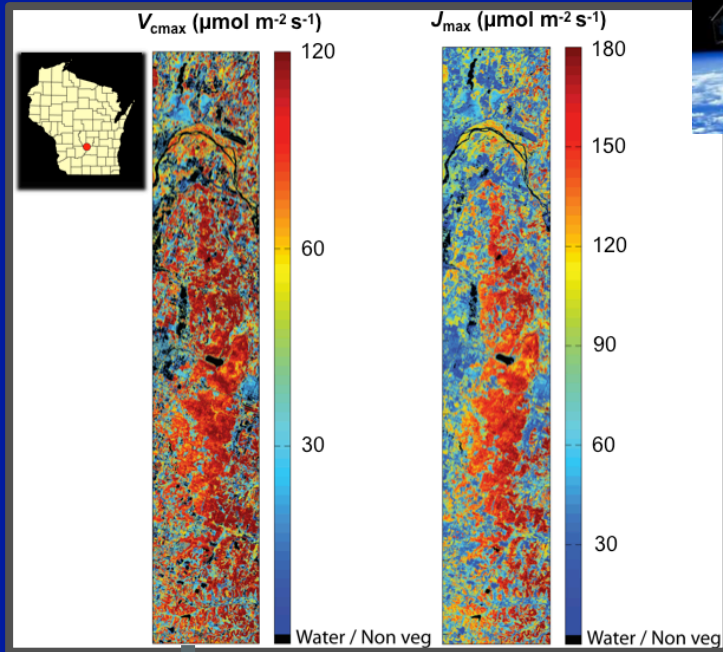 Vcmax (µmol m-2 s-1)
120
60
30
Water / Non veg
Jmax (µmol m-2 s-1)
180
150
120
90
60
30
Water / Non veg